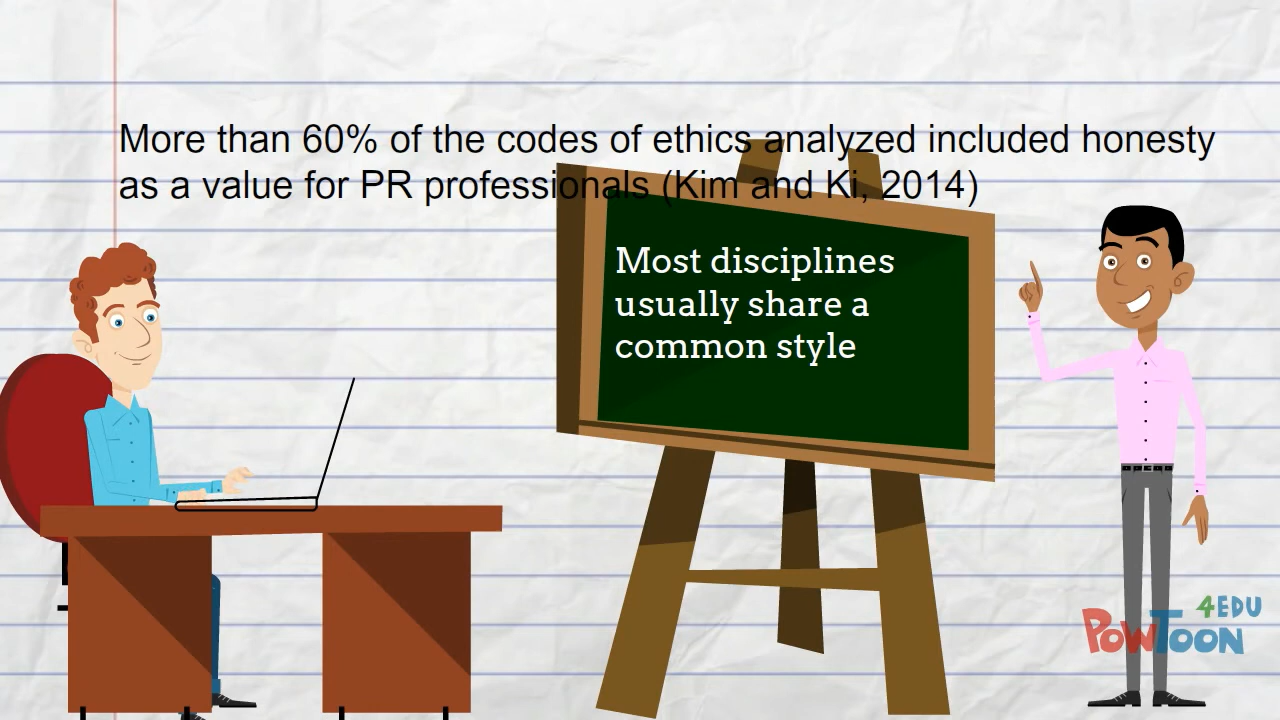 More than 60% of the codes of ethics analyzed included honesty
as a value for PR professionals (Kim and Ki, 2014)
Most disciplines
usually share a
common style
4EDU
POWTOON